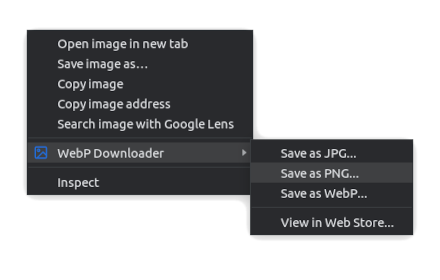 Open image in new tab
Save image as...
Copy image
Copy image address
Search image with Google Lens
WebP Downloader
Inspect
Save as JPG...
Save as PNG...
Save as WebP...
View in Web Store...